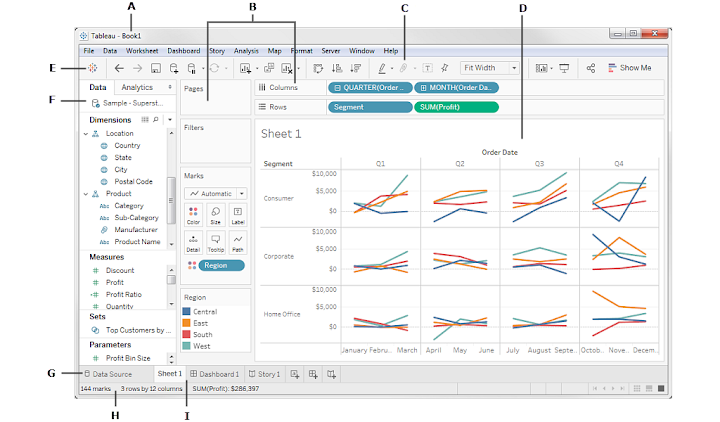 A
B
C
D
Tableau - Book1
File Data Worksheet Dashboard Story Analysis Map Format Server Window Help
E
Fit Width
Show Me
Data Analytics
Pages
Columns
QUARTER(Order ..
MONTH(Order Da..
F
Sample - Superst...
Rows
Segment
SUM(Profit)
Dimensions
Filters
Sheet 1
Location
Country
State
City
Postal Code
Product
Category
Sub-Category
Manufacturer
Product Name
Marks
Automatic
Color
Size
Label
Detail
Tooltip
Path
Region
Order Date
Segment
Q1
Q2
Q3
Q4
Consumer
$10,000
$5,000
$0
Corporate
$10,000
$5,000
$0
Home Office
$10,000
$5,000
$0
January Febru.. March April May June July August Septe.. Octob.. Nove.. Decem..
Measures
Discount
Profit
Profit Ratio
Quantity
Sets
Top Customers by ...
Parameters
Profit Bin Size
Region
Central
East
South
West
G
Data Source
Sheet 1
Dashboard 1
Story 1
144 marks
3 rows by 12 columns
SUM(Profit): $286,397
H
I